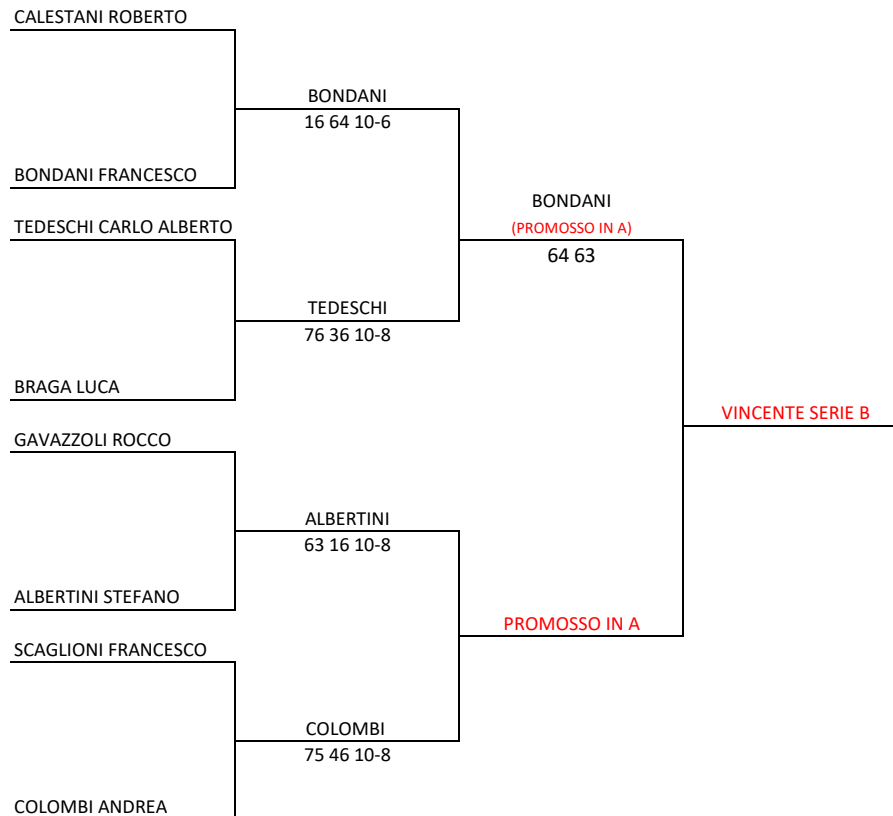 CALESTANI ROBERTO
BONDANI
16 64 10-6
BONDANI FRANCESCO
BONDANI
TEDESCHI CARLO ALBERTO
(PROMOSSO IN A)
64 63
TEDESCHI
76 36 10-8
BRAGA LUCA
VINCENTE SERIE B
GAVAZZOLI ROCCO
ALBERTINI
63 16 10-8
ALBERTINI STEFANO
PROMOSSO IN A
SCAGLIONI FRANCESCO
COLOMBI
75 46 10-8
COLOMBI ANDREA